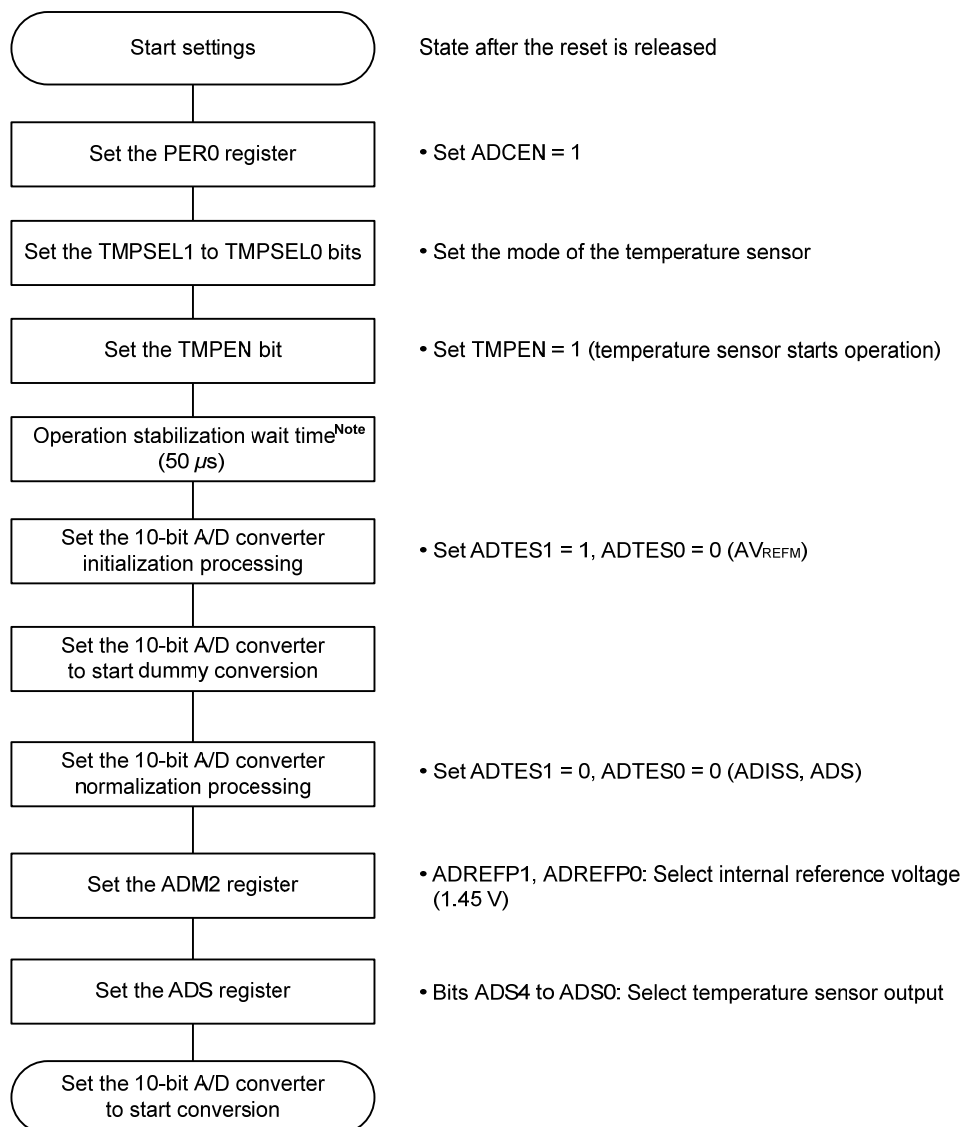 Start settings
State after the reset is released
Set the PER0 register
• Set ADCEN = 1
Set the TMPSEL1 to TMPSEL0 bits
• Set the mode of the temperature sensor
Set the TMPEN bit
• Set TMPEN = 1 (temperature sensor starts operation)
Operation stabilization wait timeNote
(50 µs)
Set the 10-bit A/D converter
initialization processing
• Set ADTES1 = 1, ADTES0 = 0 (AVREFM)
Set the 10-bit A/D converter
to start dummy conversion
Set the 10-bit A/D converter
normalization processing
• Set ADTES1 = 0, ADTES0 = 0 (ADISS, ADS)
Set the ADM2 register
• ADREFP1, ADREFP0: Select internal reference voltage
(1.45 V)
Set the ADS register
• Bits ADS4 to ADS0: Select temperature sensor output
Set the 10-bit A/D converter
to start conversion